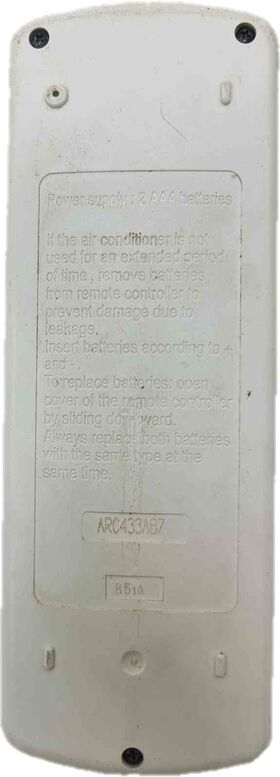 Power supply : 2 AAA batteries
If the air conditioner is not
used for an extended period
of time , remove batteries
from remote controller to
prevent damage due to
leakage.
Insert batteries according to +
and - .
To replace batteries: open
cover of the remote controller
by sliding downward.
Always replace both batteries
with the same type at the
same time.
ARC433A87